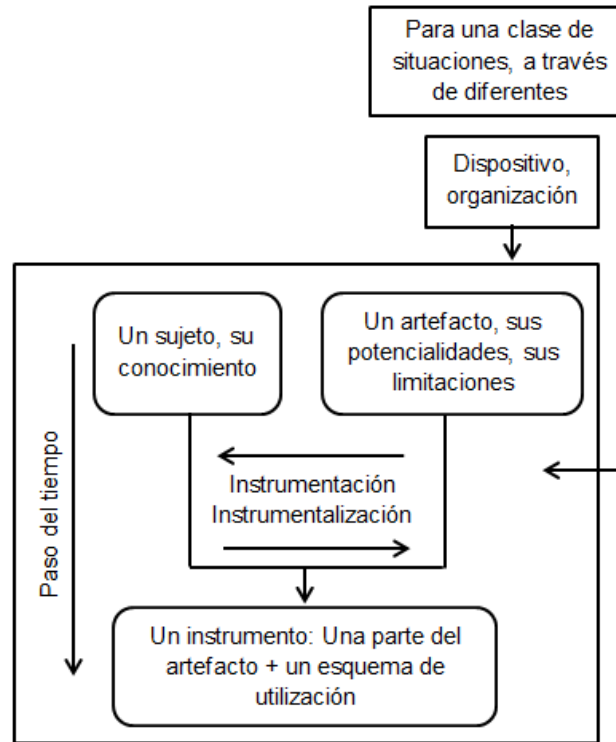 Para una clase de
situaciones, a través
de diferentes
Dispositivo,
organización
Un sujeto, su
conocimiento
Un artefacto, sus
potencialidades, sus
limitaciones
Paso del tiempo
Instrumentación
Instrumentalización
Un instrumento: Una parte del
artefacto + un esquema de
utilización